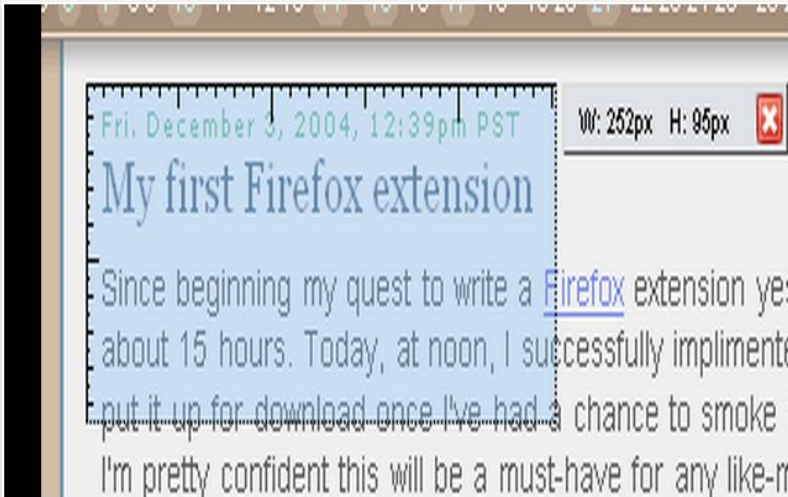 Fri. December 3, 2004, 12:39pm PST
W: 252px H: 95px
My first Firefox extension
Since beginning my quest to write a Firefox extension
about 15 hours. Today, at noon, I successfully
put it up for download once I've had a chance to smoke
I'm pretty confident this will be a must-have for any